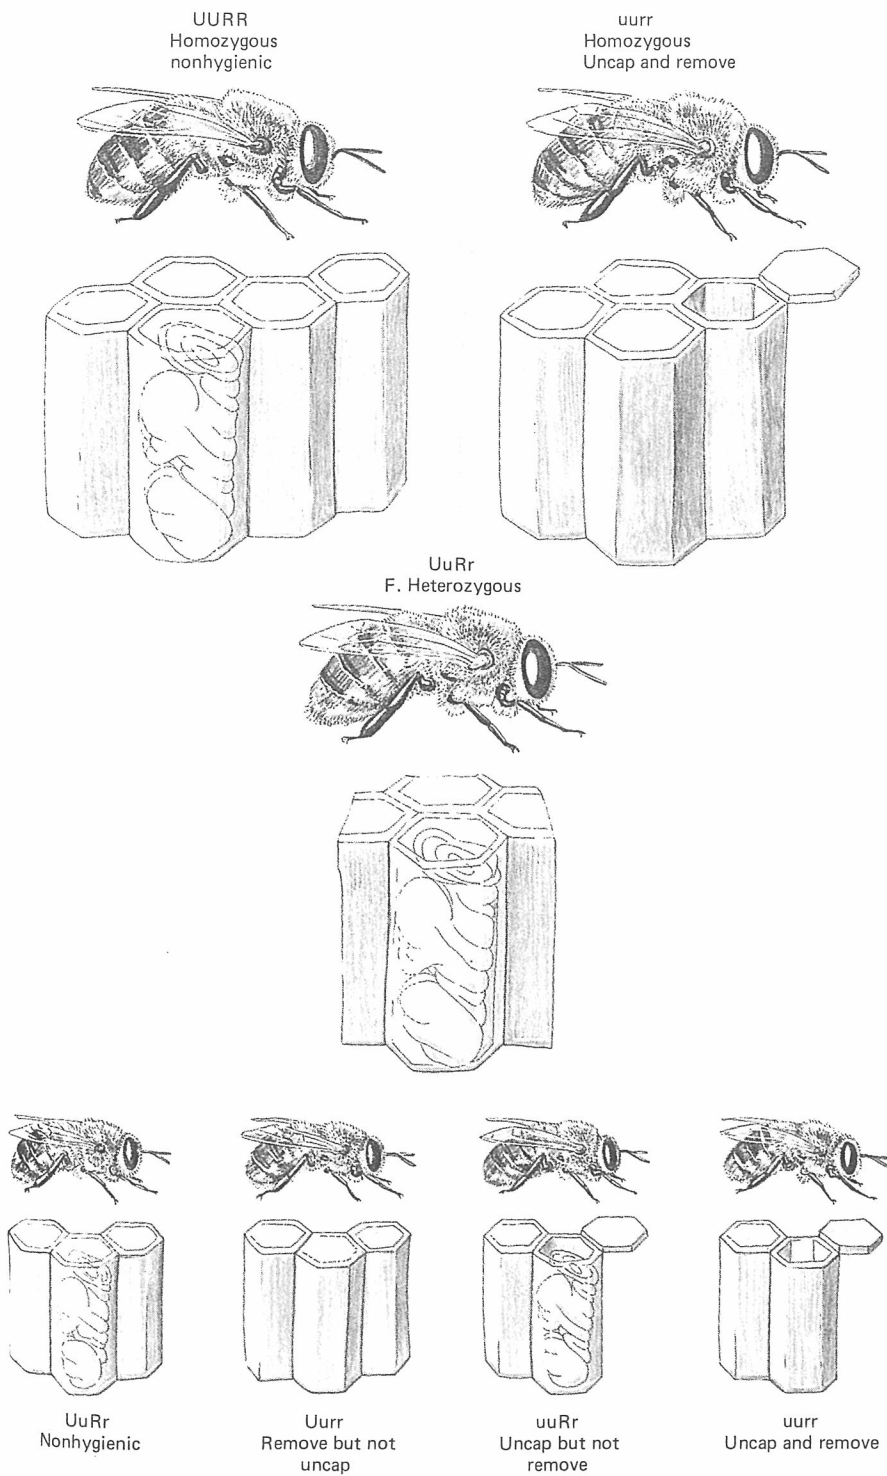 UURR
Homozygous
nonhygienic
uurr
Homozygous
Uncap and remove
UuRr
F. Heterozygous
UuRr
Nonhygienic
Uurr
Remove but not
uncap
uuRr
Uncap but not
remove
uurr
Uncap and remove